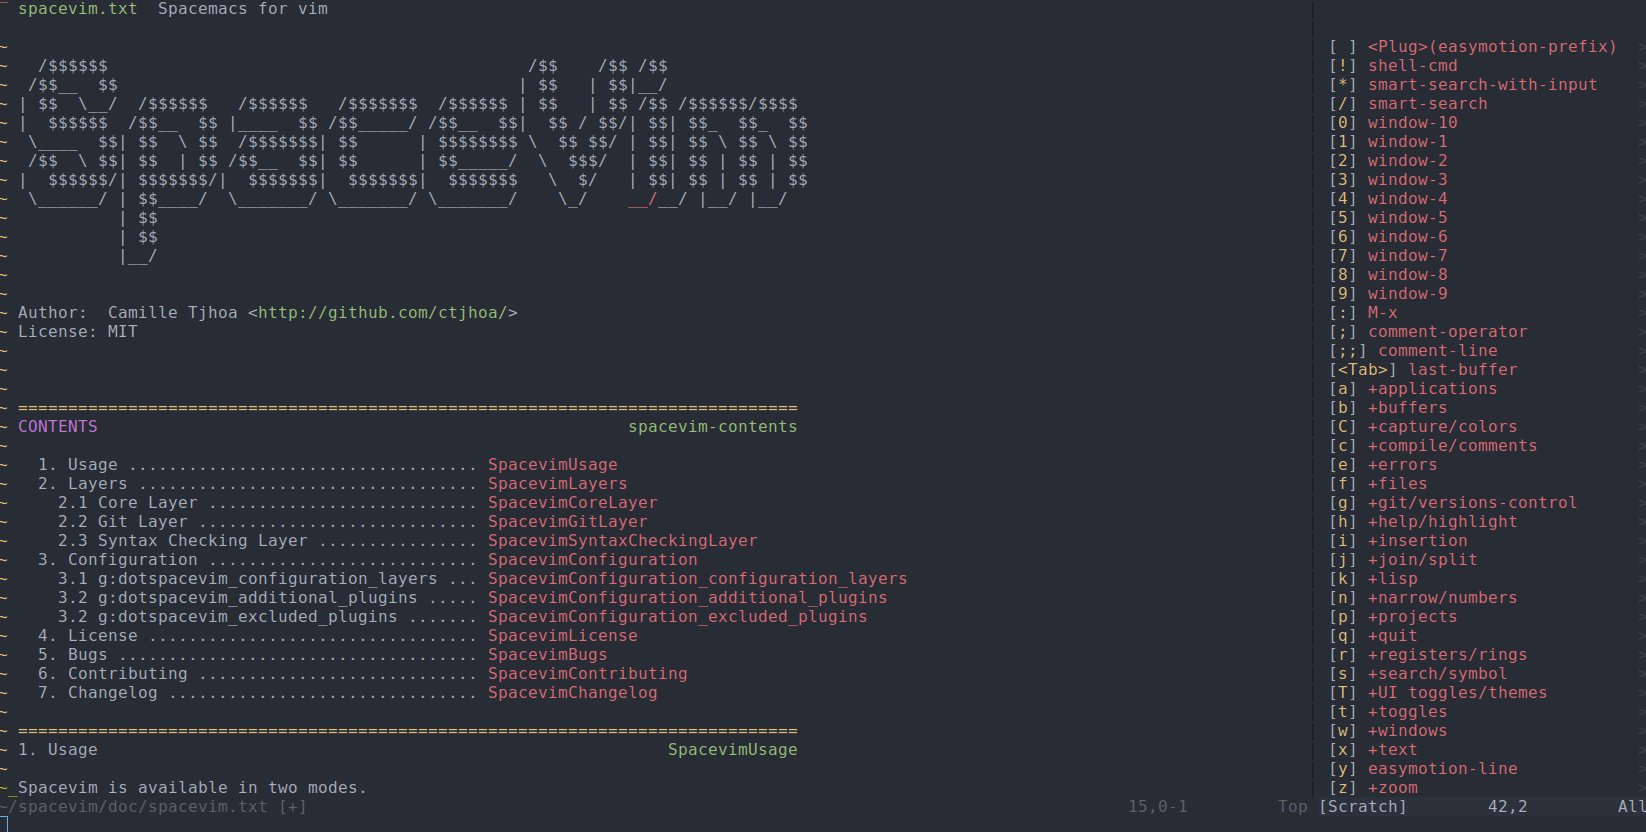 spacevim.txt  Spacemacs for vim
~
~   /$$$$$$                                          /$$    /$$ /$$
~  /$$__  $$                                        | $$   | $$|__/
~ | $$  \__/  /$$$$$$   /$$$$$$   /$$$$$$$  /$$$$$$ | $$   | $$ /$$ /$$$$$$/$$$$
~ |  $$$$$$  /$$__  $$ |____  $$ /$$_____/ /$$__  $$|  $$ / $$/| $$| $$_  $$_  $$
~  \____  $$| $$  \ $$  /$$$$$$$| $$      | $$$$$$$$ \  $$ $$/ | $$| $$ \ $$ \ $$
~  /$$  \ $$| $$  | $$ /$$__  $$| $$      | $$_____/  \  $$$/  | $$| $$ | $$ | $$
~ |  $$$$$$/| $$$$$$$/|  $$$$$$$|  $$$$$$$|  $$$$$$$   \  $/   | $$| $$ | $$ | $$
~  \______/ | $$____/  \_______/ \_______/ \_______/    \_/    __/__/ |__/ |__/
~           | $$
~           | $$
~           |__/
~
~
~ Author:  Camille Tjhoa <http://github.com/ctjhoa/>
~ License: MIT
~
~
~
~ ==============================================================================
~ CONTENTS                                                     spacevim-contents
~
~   1. Usage ................................... SpacevimUsage
~   2. Layers .................................. SpacevimLayers
~     2.1 Core Layer ........................... SpacevimCoreLayer
~     2.2 Git Layer ............................ SpacevimGitLayer
~     2.3 Syntax Checking Layer ................ SpacevimSyntaxCheckingLayer
~   3. Configuration ........................... SpacevimConfiguration
~     3.1 g:dotspacevim_configuration_layers ... SpacevimConfiguration_configuration_layers
~     3.2 g:dotspacevim_additional_plugins ..... SpacevimConfiguration_additional_plugins
~     3.2 g:dotspacevim_excluded_plugins ....... SpacevimConfiguration_excluded_plugins
~   4. License ................................. SpacevimLicense
~   5. Bugs .................................... SpacevimBugs
~   6. Contributing ............................ SpacevimContributing
~   7. Changelog ............................... SpacevimChangelog
~
~ ==============================================================================
~ 1. Usage                                                         SpacevimUsage
~
~_Spacevim is available in two modes.
~/spacevim/doc/spacevim.txt [+]    15,0-1    Top
[ ] <Plug>(easymotion-prefix) >
[!] shell-cmd >
[*] smart-search-with-input >
[/] smart-search >
[0] window-10 >
[1] window-1 >
[2] window-2 >
[3] window-3 >
[4] window-4 >
[5] window-5 >
[6] window-6 >
[7] window-7 >
[8] window-8 >
[9] window-9 >
[:] M-x >
[;] comment-operator >
[;;] comment-line >
[<Tab>] last-buffer >
[a] +applications >
[b] +buffers >
[C] +capture/colors >
[c] +compile/comments >
[e] +errors >
[f] +files >
[g] +git/versions-control >
[h] +help/highlight >
[i] +insertion >
[j] +join/split >
[k] +lisp >
[n] +narrow/numbers >
[p] +projects >
[q] +quit >
[r] +registers/rings >
[s] +search/symbol >
[T] +UI toggles/themes >
[t] +toggles >
[w] +windows >
[x] +text >
[y] easymotion-line >
[z] +zoom >
[Scratch]    42,2    All